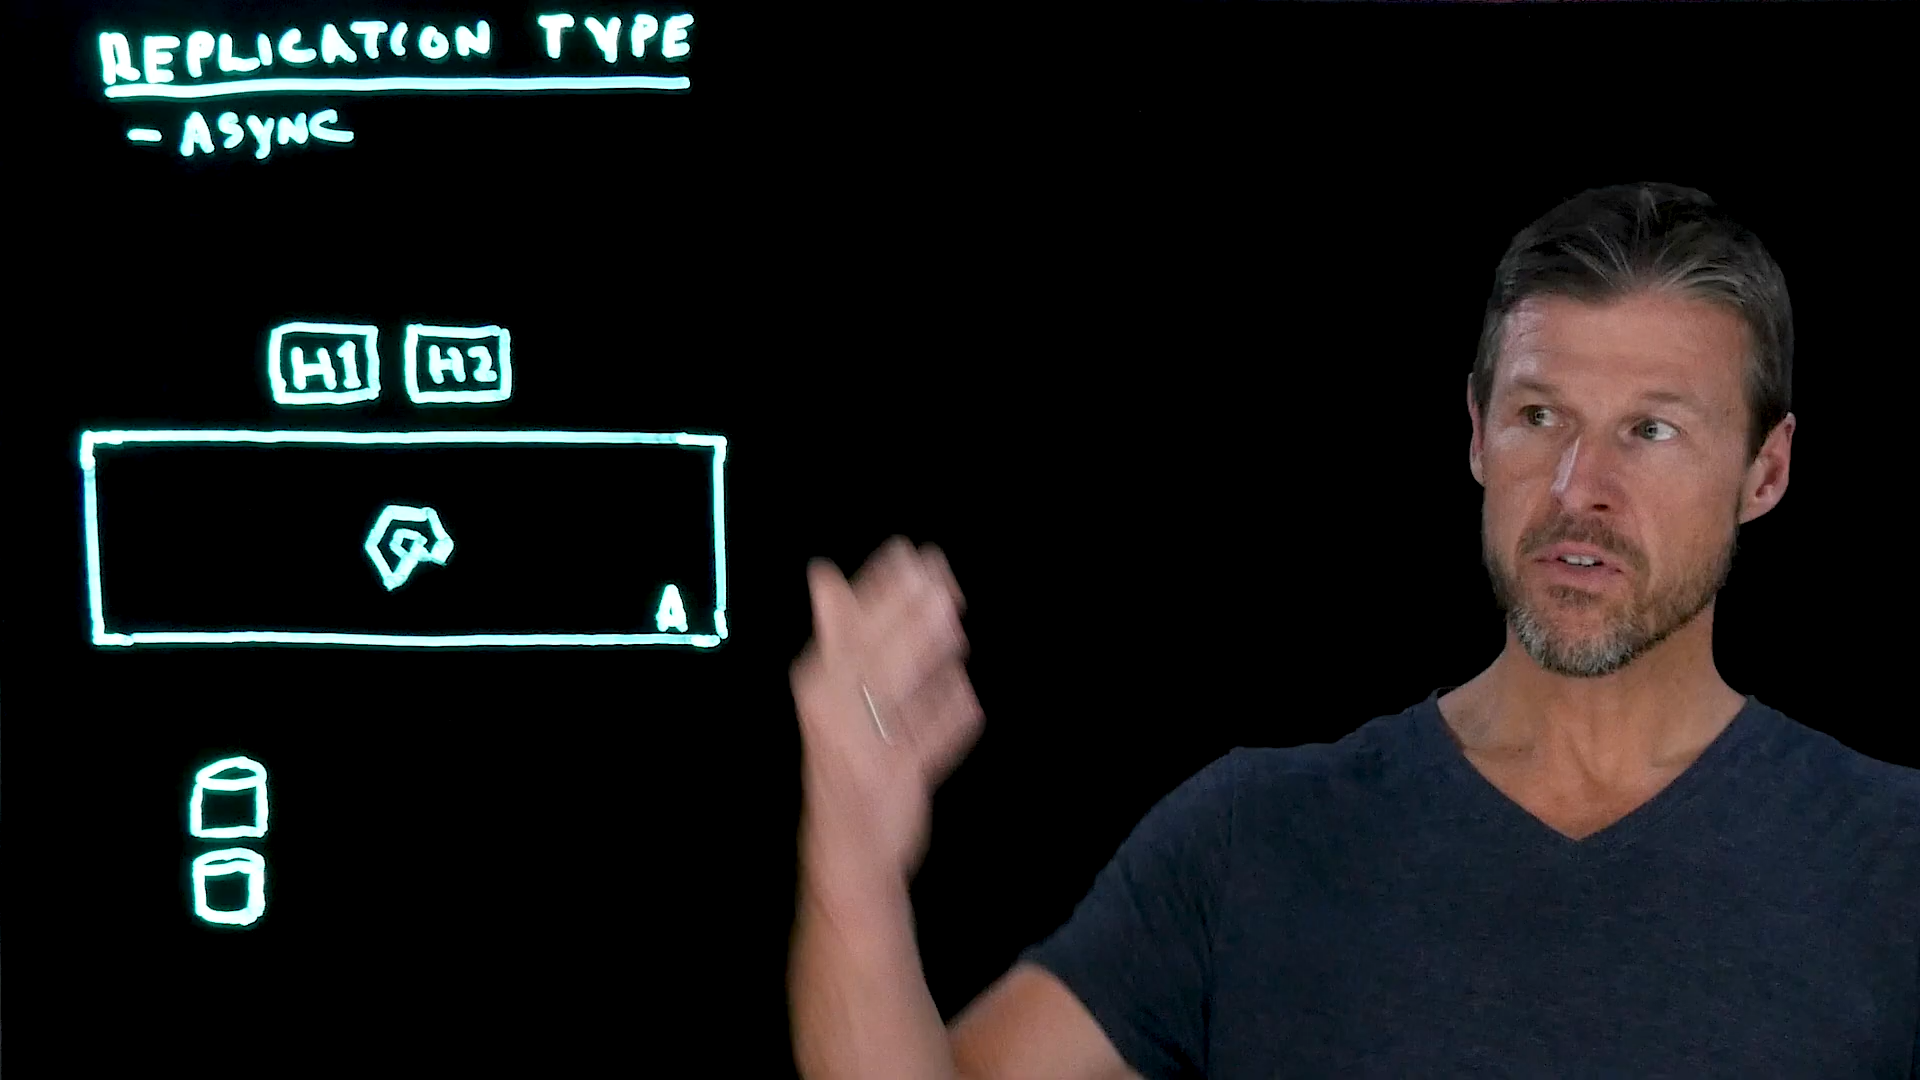 REPLICATION TYPE
- ASYNC
H1 H2
A